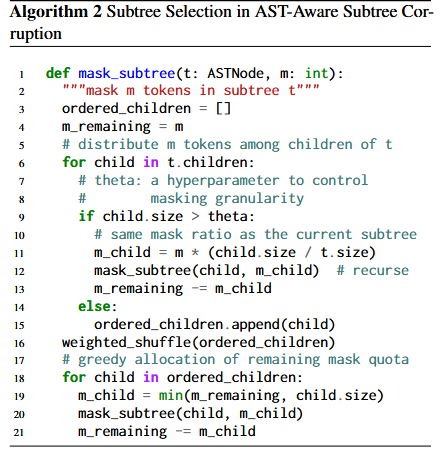 Algorithm 2 Subtree Selection in AST-Aware Subtree Cor-
ruption
1 def mask_subtree(t: ASTNode, m: int):
2   """mask m tokens in subtree t"""
3   ordered_children = []
4   m_remaining = m
5   # distribute m tokens among children of t
6   for child in t.children:
7     # theta: a hyperparameter to control
8     #        masking granularity
9     if child.size > theta:
10       # same mask ratio as the current subtree
11       m_child = m * (child.size / t.size)
12       mask_subtree(child, m_child)  # recurse
13       m_remaining -= m_child
14     else:
15       ordered_children.append(child)
16   weighted_shuffle(ordered_children)
17   # greedy allocation of remaining mask quota
18   for child in ordered_children:
19     m_child = min(m_remaining, child.size)
20     mask_subtree(child, m_child)
21     m_remaining -= m_child